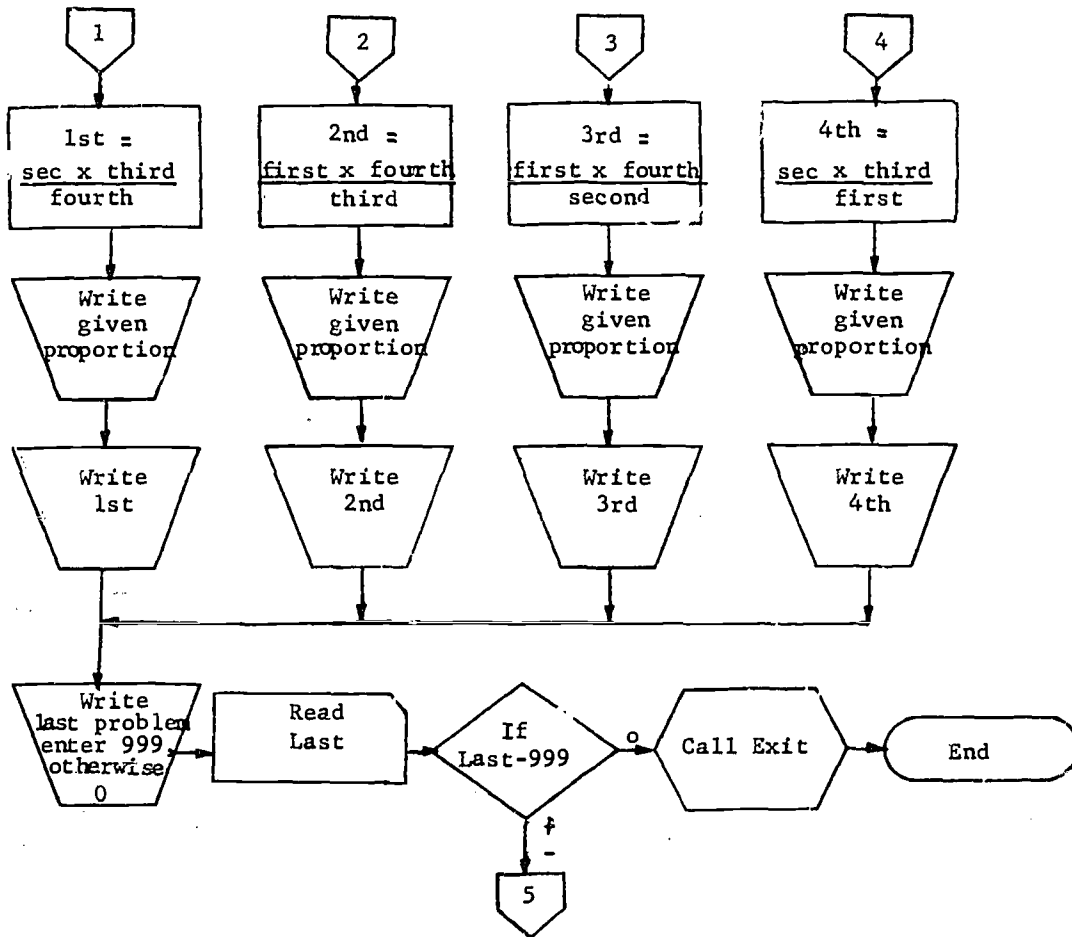 1
2
3
4
1st =
sec x third
fourth
2nd =
first x fourth
third
3rd =
first x fourth
second
4th =
sec x third
first
Write
given
proportion
Write
given
proportion
Write
given
proportion
Write
given
proportion
Write
1st
Write
2nd
Write
3rd
Write
4th
Write
last problem
enter 999
otherwise
0
Read
Last
If
Last-999
o
Call Exit
End
+
-
5